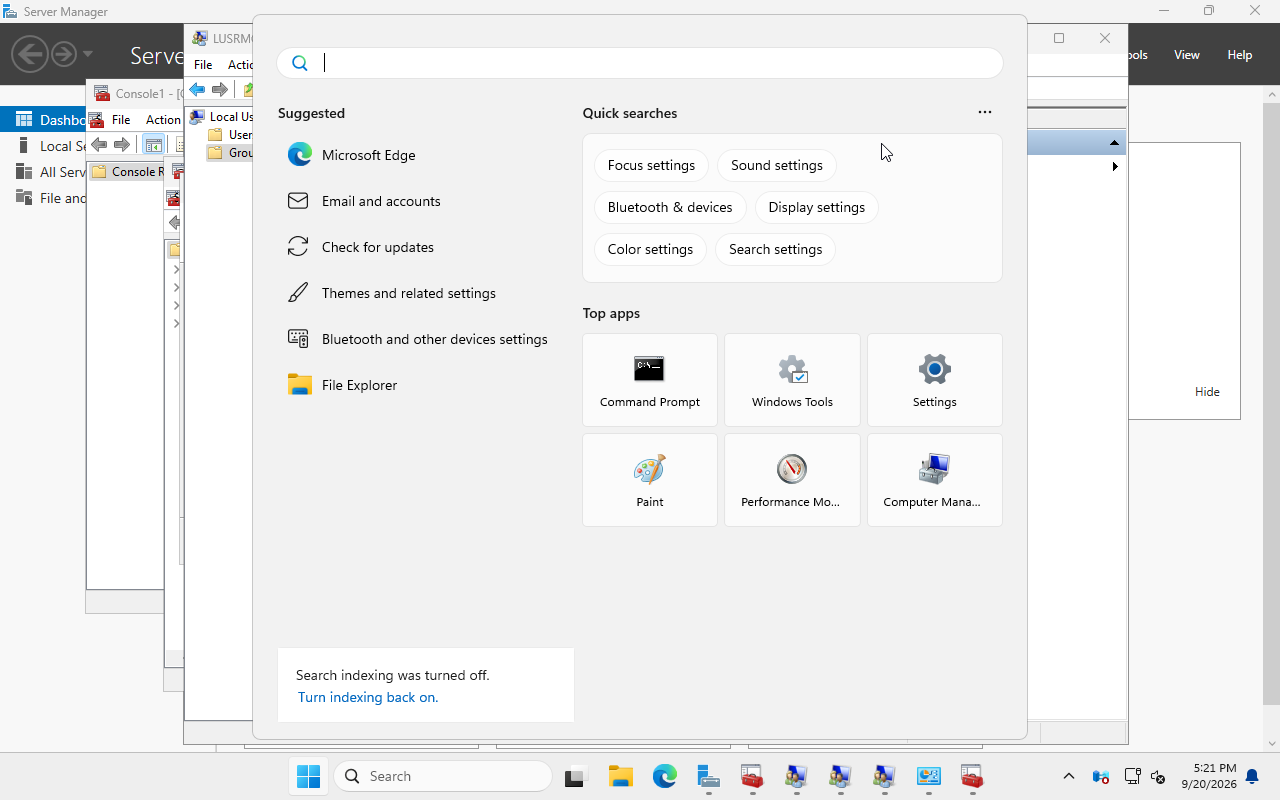 Server Manager
Serve
ools
View
Help
LUSRM
File
Actic
Console1 - [C
File
Action
Dashbo
Local Se
All Serv
File and
Console R
Local Us
User
Grou
Suggested
Microsoft Edge
Email and accounts
Check for updates
Themes and related settings
Bluetooth and other devices settings
File Explorer
Search indexing was turned off.
Turn indexing back on.
Quick searches
Focus settings
Sound settings
Bluetooth & devices
Display settings
Color settings
Search settings
Top apps
Command Prompt
Windows Tools
Settings
Paint
Performance Mo...
Computer Mana...
Hide
Search
5:21 PM
9/20/2026